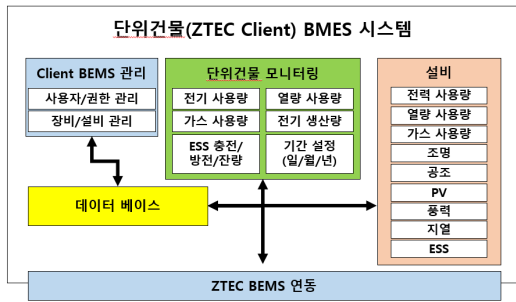 단위건물(ZTEC Client) BMES 시스템
Client BEMS 관리
사용자/권한 관리
장비/설비 관리
단위건물 모니터링
전기 사용량
열량 사용량
가스 사용량
전기 생산량
ESS 충전/
방전/잔량
기간 설정
(일/월/년)
설비
전력 사용량
열량 사용량
가스 사용량
조명
공조
PV
풍력
지열
ESS
데이터 베이스
ZTEC BEMS 연동